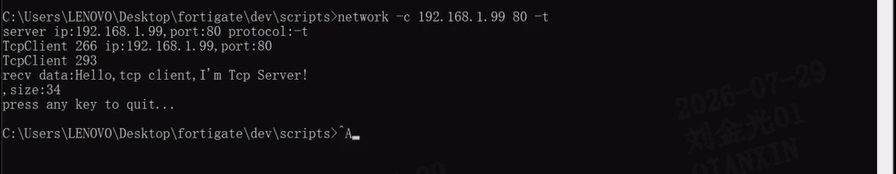 C:\Users\LENOVO\Desktop\fortigate\dev\scripts>network -c 192.168.1.99 80 -t
server ip:192.168.1.99,port:80 protocol:-t
TcpClient 266 ip:192.168.1.99,port:80
TcpClient 293
recv data:Hello,tcp client,I'm Tcp Server!
,size:34
press any key to quit...
C:\Users\LENOVO\Desktop\fortigate\dev\scripts>^A
2026-07-29
刘金光01
QIANXIN